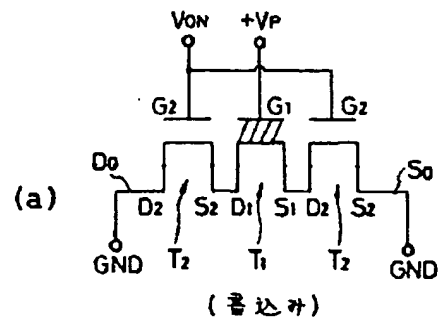 VON +VP
G2 G1 G2
D0 S0
(a) D2 S2 D1 S1 D2 S2
GND T2 T1 T2 GND
(書込み)